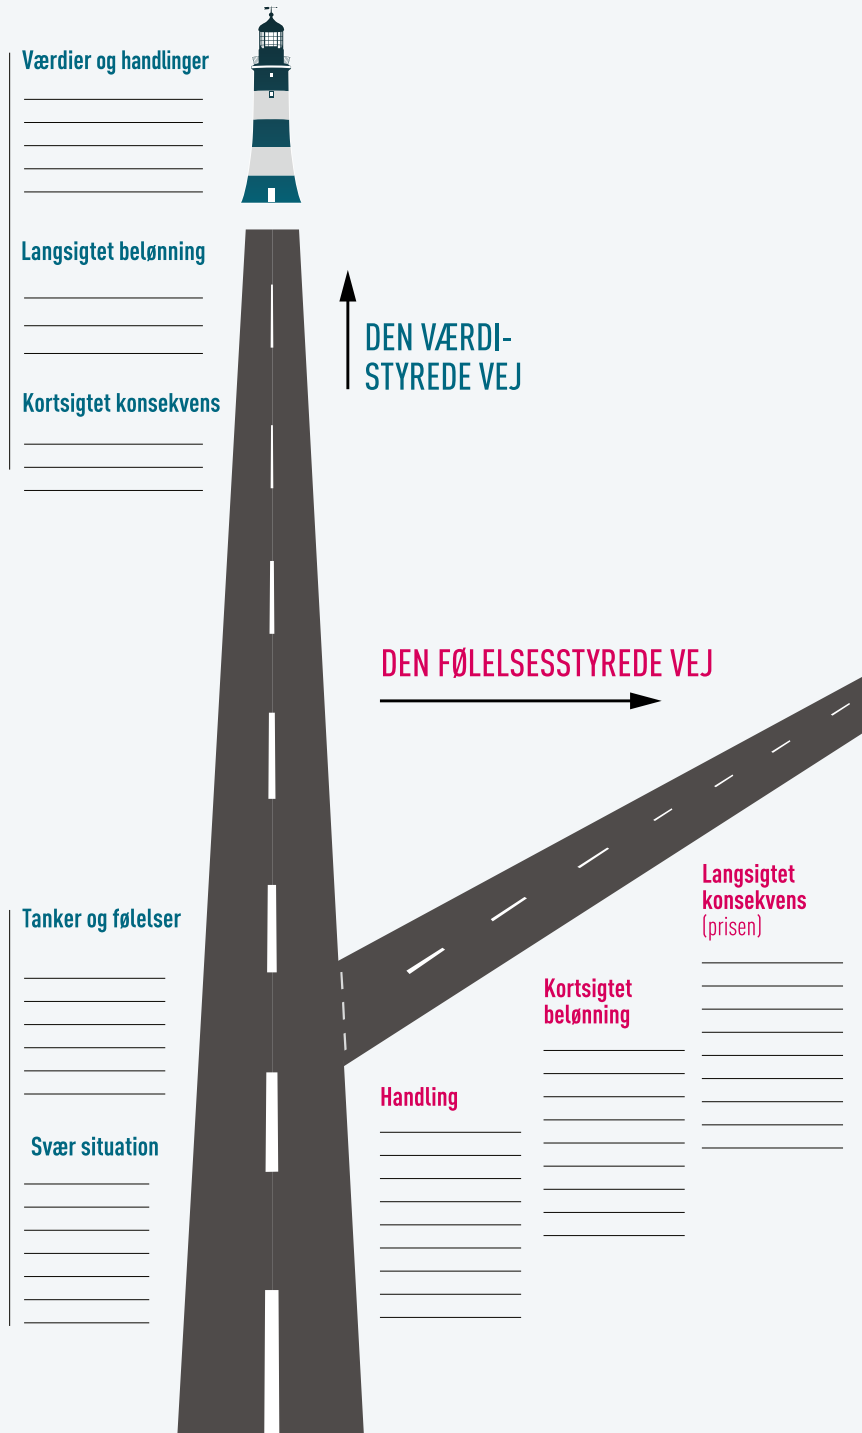 Værdier og handlinger
Langsigtet belønning
DEN VÆRDI-
STYREDE VEJ
Kortsigtet konsekvens
DEN FØLELSESSTYREDE VEJ
Langsigtet
konsekvens
(prisen)
Tanker og følelser
Kortsigtet
belønning
Handling
Svær situation